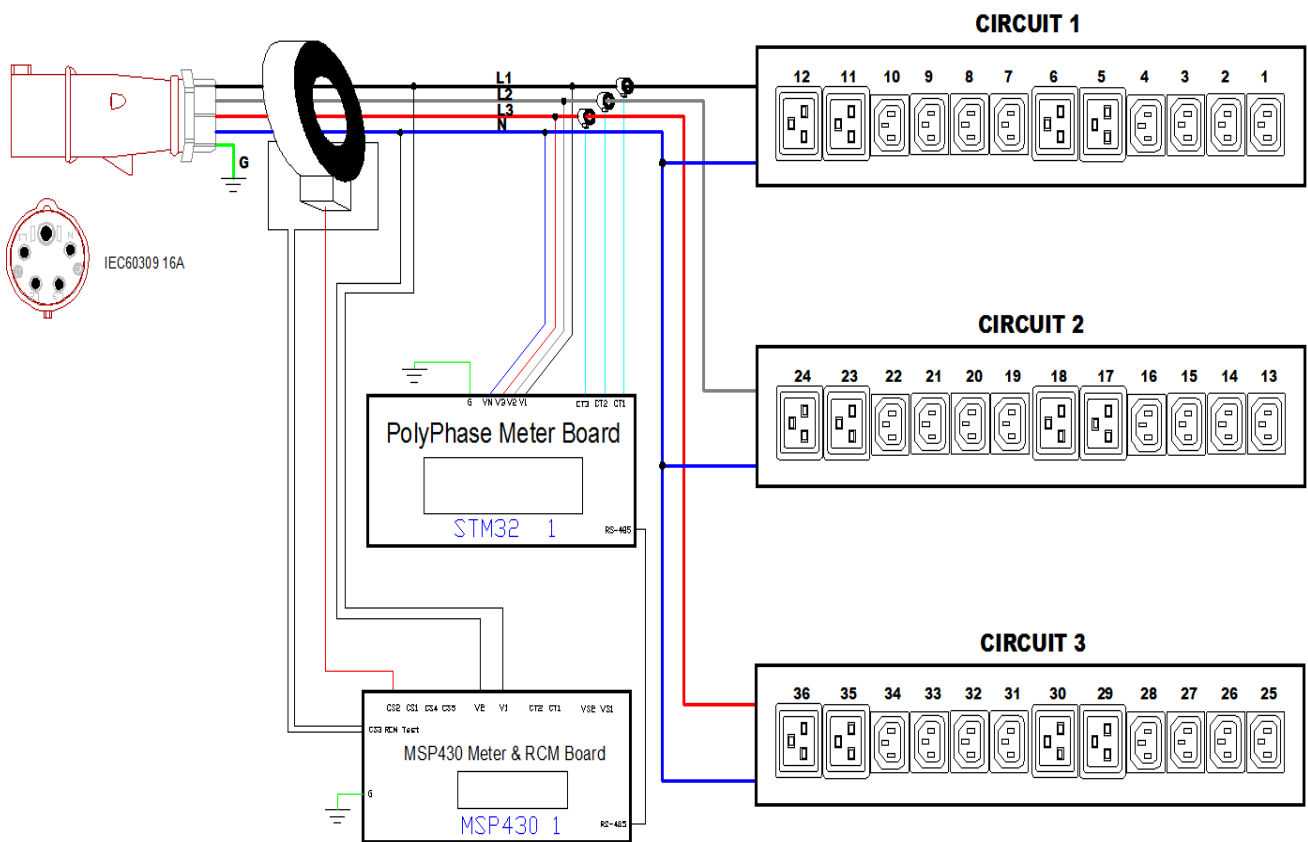 CIRCUIT 1
12 11 10 9 8 7 6 5 4 3 2 1
L1
L2
L3
N
G
IEC60309 16A
CIRCUIT 2
24 23 22 21 20 19 18 17 16 15 14 13
G VN V3 V2 V1 CT3 CT2 CT1
PolyPhase Meter Board
STM32 1
RS-485
CIRCUIT 3
36 35 34 33 32 31 30 29 28 27 26 25
CS2 CS1 CS4 CS5 V2 V1 CT2 CT1 VS2 VS1
CS3 RCM Test
MSP430 Meter & RCM Board
G
MSP430 1
RS-485